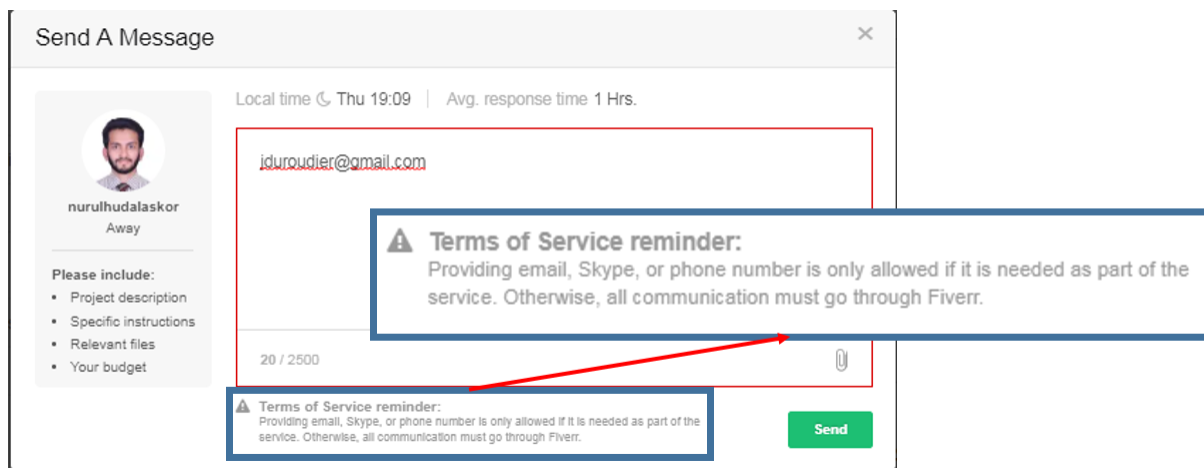 Send A Message
×
Local time Thu 19:09 | Avg. response time 1 Hrs.
nurulhudalaskor
Away
Please include:
• Project description
• Specific instructions
• Relevant files
• Your budget
jduroudier@gmail.com
Terms of Service reminder:
Providing email, Skype, or phone number is only allowed if it is needed as part of the
service. Otherwise, all communication must go through Fiverr.
20 / 2500
Terms of Service reminder:
Providing email, Skype, or phone number is only allowed if it is needed as part of the
service. Otherwise, all communication must go through Fiverr.
Send